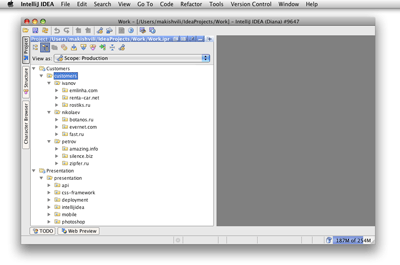 IntelliJ IDEA File Edit Search View Go To Code Refactor Tools Version Control Window Help
Work - [/Users/makishvili/IdeaProjects/Work] - IntelliJ IDEA (Diana) #9647
Project [/Users/makishvili/IdeaProjects/Work/Work.ipr]
View as: Scope: Production
Customers
customers
ivanov
eminha.com
renta-car.net
rostiks.ru
nikolaev
botanos.ru
evernet.com
fast.ru
petrov
amazing.info
silence.biz
zipfer.ru
Presentation
presentation
api
css-framework
deployment
intellijidea
mobile
photoshop
Project
Structure
Character Browser
TODO Web Preview
187M of 254M